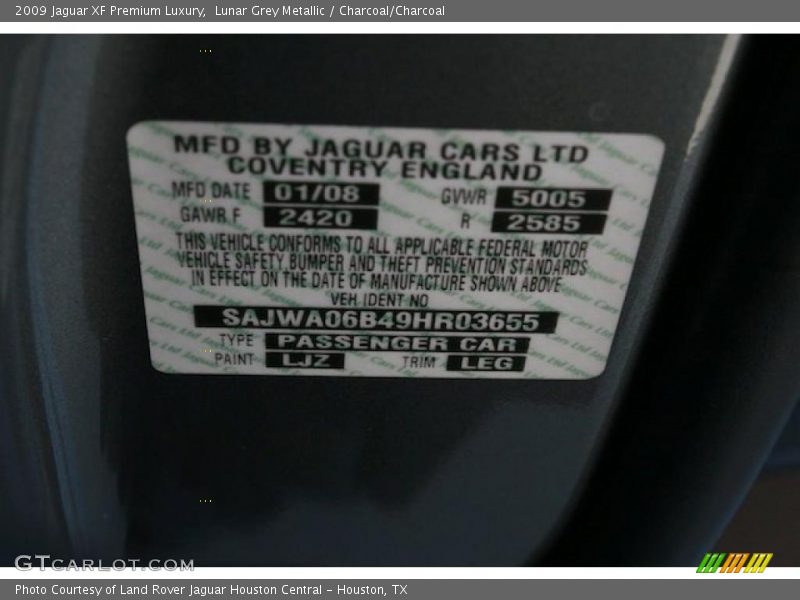 2009 Jaguar XF Premium Luxury, Lunar Grey Metallic / Charcoal/Charcoal
MFD BY JAGUAR CARS LTD
COVENTRY ENGLAND
MFD DATE 01/08 GVWR 5005
GAWR F 2420 R 2585
THIS VEHICLE CONFORMS TO ALL APPLICABLE FEDERAL MOTOR
VEHICLE SAFETY BUMPER AND THEFT PREVENTION STANDARDS
IN EFFECT ON THE DATE OF MANUFACTURE SHOWN ABOVE
VEH IDENT NO
SAJWA06B49HR03655
TYPE PASSENGER CAR
PAINT LJZ TRIM LEG
GTCARLOT.COM
Photo Courtesy of Land Rover Jaguar Houston Central - Houston, TX